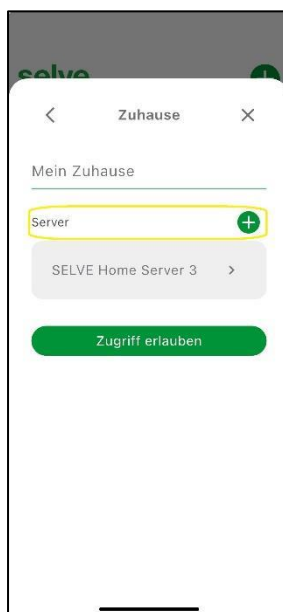 selve
Zuhause
Mein Zuhause
Server
SELVE Home Server 3
Zugriff erlauben